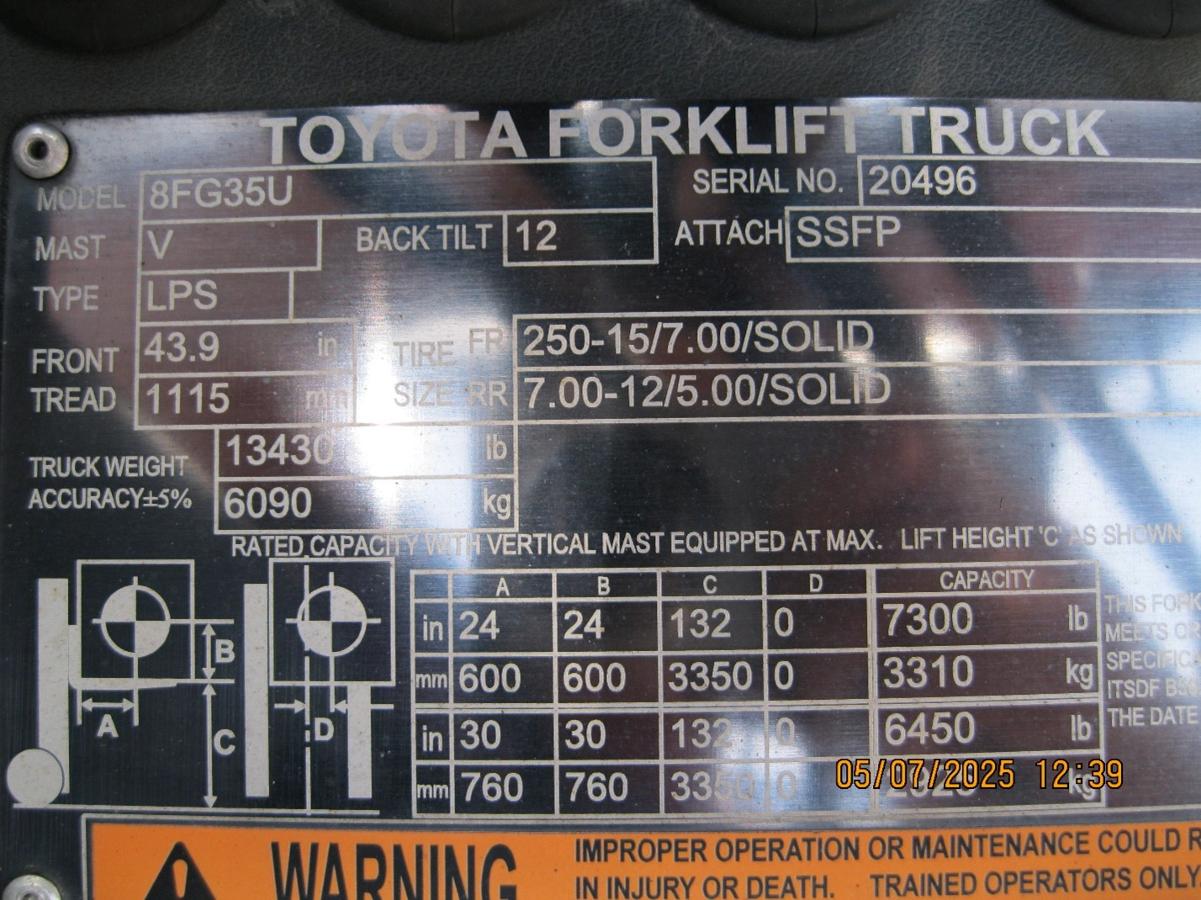 TOYOTA FORKLIFT TRUCK
MODEL 8FG35U SERIAL NO. 20496
MAST V BACK TILT 12 ATTACH SSFP
TYPE LPS
FRONT TREAD 43.9 in TIRE SIZE FR 250-15/7.00/SOLID
1115 mm RR 7.00-12/5.00/SOLID
TRUCK WEIGHT 13430 lb
ACCURACY±5% 6090 kg
RATED CAPACITY WITH VERTICAL MAST EQUIPPED AT MAX. LIFT HEIGHT 'C' AS SHOWN
A B C D CAPACITY
in 24 24 132 0 7300 lb
mm 600 600 3350 0 3310 kg
in 30 30 132 0 6450 lb
mm 760 760 3350 0 kg
B
A
C
D
THIS
MEETS
ITSDF
THE DATE
05/07/2025 12:39
WARNING
IMPROPER OPERATION OR MAINTENANCE COULD
IN INJURY OR DEATH. TRAINED OPERATORS ONLY